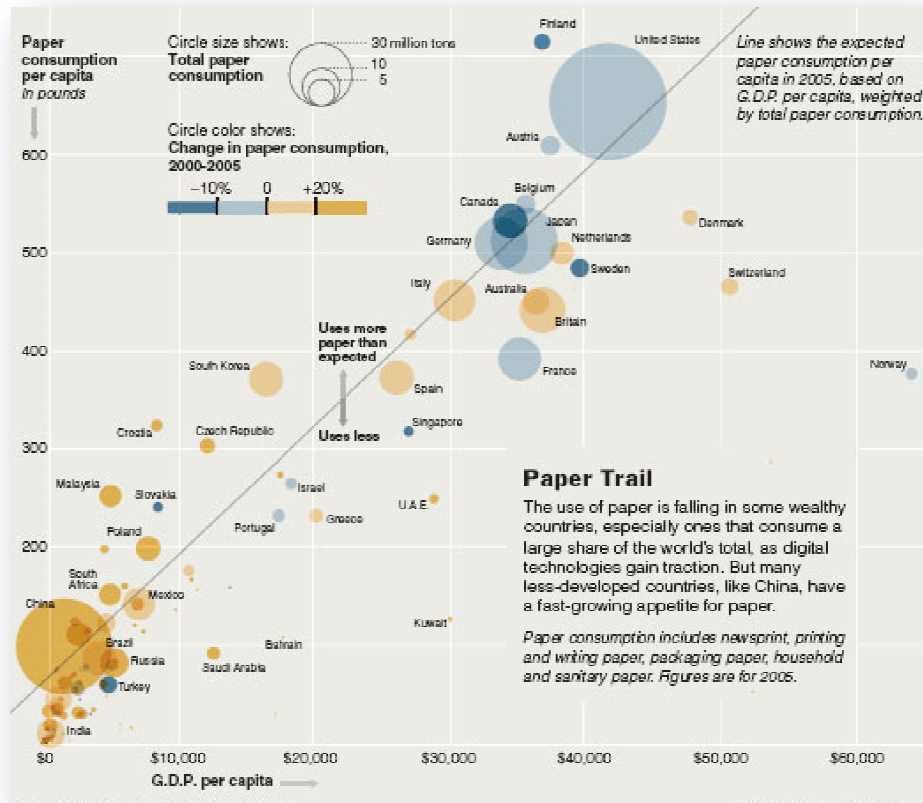 Paper
consumption
per capita
In pounds
Circle size shows:
Total paper
consumption
30 million tons
10
5
Circle color shows:
Change in paper consumption,
2000-2005
–10%
0
+20%
Line shows the expected
paper consumption per
capita in 2005, based on
G.D.P. per capita, weighted
by total paper consumption.
Finland
United States
Austria
600
Belgium
Canada
Japan
Denmark
Germany
Netherlands
500
Sweden
Switzerland
Italy
Australia
Britain
Uses more
paper than
expected
400
South Korea
France
Norway
Spain
Croatia
Czech Republic
Singapore
Uses less
300
Malaysia
Slovakia
Israel
U.A.E.
Portugal
Greece
Poland
200
South
Africa
Mexico
China
Kuwait
Brazil
Bahrain
Russia
Saudi Arabia
Turkey
India
Paper Trail
The use of paper is falling in some wealthy
countries, especially ones that consume a
large share of the world's total, as digital
technologies gain traction. But many
less-developed countries, like China, have
a fast-growing appetite for paper.
Paper consumption includes newsprint, printing
and writing paper, packaging paper, household
and sanitary paper. Figures are for 2005.
$0
$10,000
$20,000
$30,000
$40,000
$50,000
$60,000
G.D.P. per capita